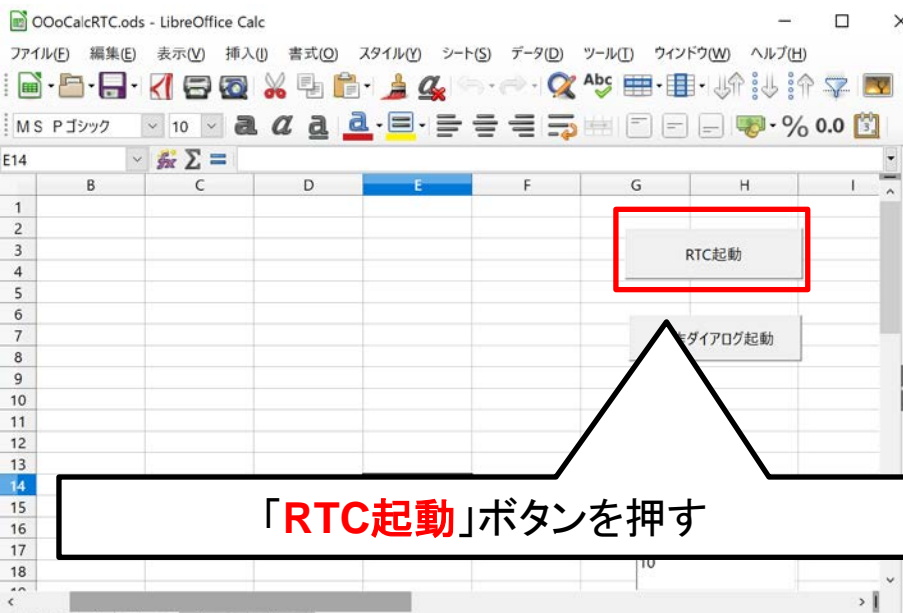 OOoCalcRTC.ods - LibreOffice Calc
ファイル(F) 編集(E) 表示(V) 挿入(I) 書式(O) スタイル(Y) シート(S) データ(D) ツール(T) ウィンドウ(W) ヘルプ(H)
Abc
MS Pゴシック 10 a a a a % 0.0
E14 fx Σ =
B C D E F G H I
1
2
3 RTC起動
4
5
6
7 ダイアログ起動
8
9
10
11
12
13
14
15 「RTC起動」ボタンを押す
16
17
18 10